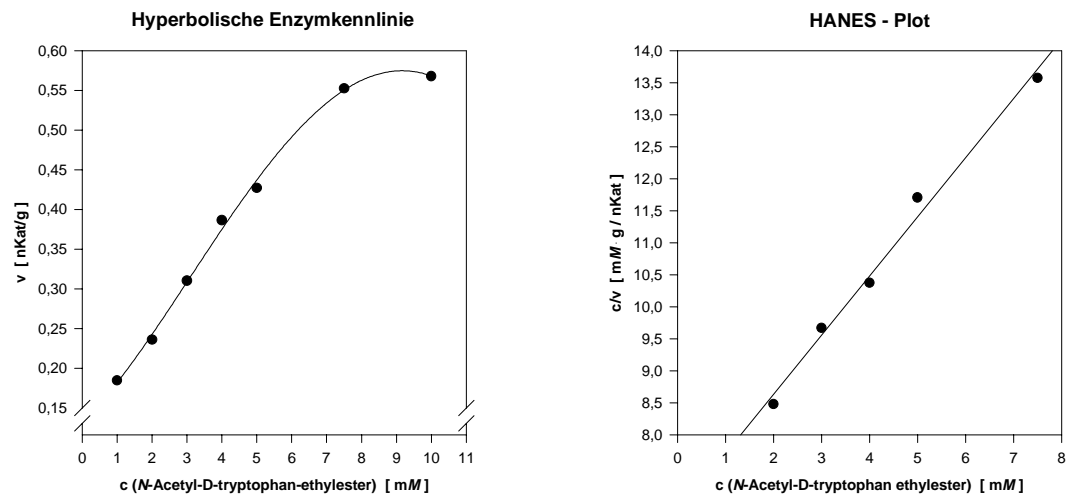 Hyperbolische Enzymkennlinie
0,60
0,55
0,50
0,45
0,40
0,35
0,30
0,25
0,20
0,15
v [ nKat/g ]
0 1 2 3 4 5 6 7 8 9 10 11
c (N-Acetyl-D-tryptophan-ethylester) [ mM ]
HANES - Plot
14,0
13,5
13,0
12,5
12,0
11,5
11,0
10,5
10,0
9,5
9,0
8,5
8,0
c/v [ mM· g / nKat ]
0 1 2 3 4 5 6 7 8
c (N-Acetyl-D-tryptophan ethylester) [ mM ]